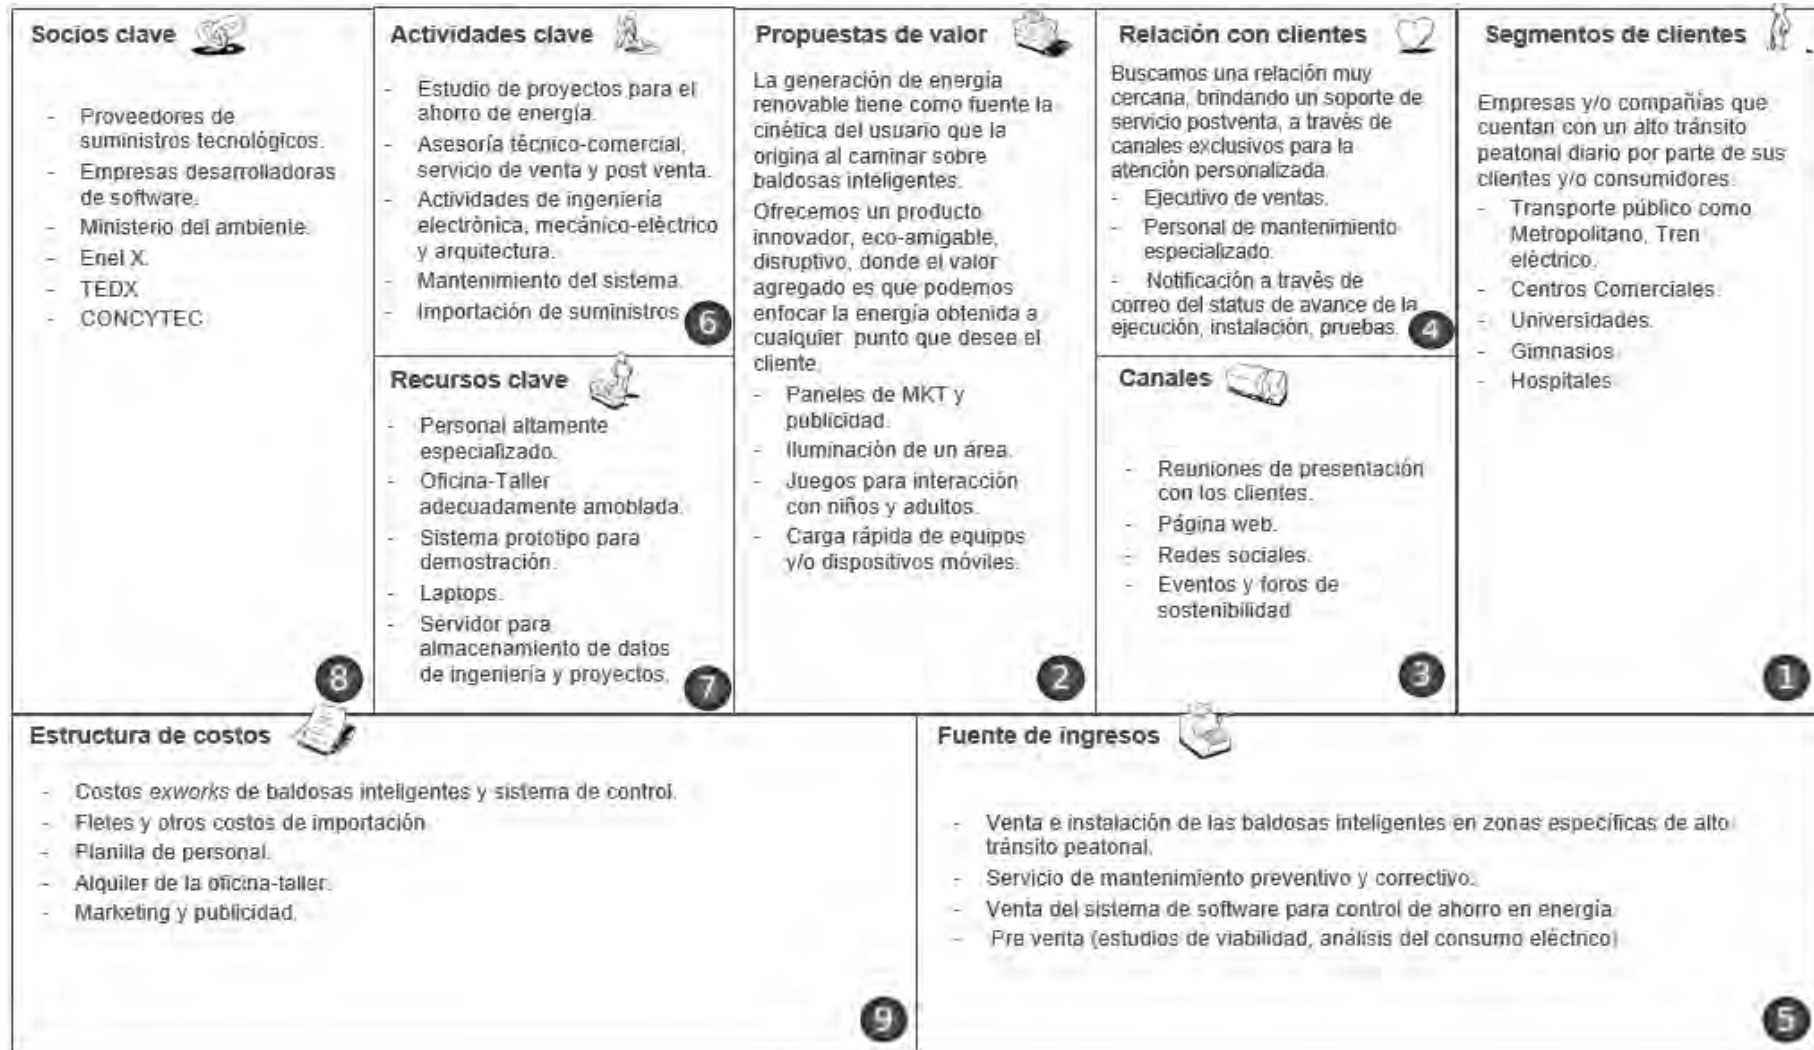 Socios clave
- Proveedores de
suministros tecnológicos.
- Empresas desarrolladoras
de software.
- Ministerio del ambiente.
- Enel X.
- TEDX
- CONCYTEC
8
Actividades clave
- Estudio de proyectos para el
ahorro de energía.
- Asesoría técnico-comercial,
servicio de venta y post venta.
- Actividades de ingeniería
electrónica, mecánico-eléctrico
y arquitectura.
- Mantenimiento del sistema.
- Importación de suministros
6
Recursos clave
- Personal altamente
especializado.
- Oficina-Taller
adecuadamente amoblada.
- Sistema prototipo para
demostración.
- Laptops.
- Servidor para
almacenamiento de datos
de ingeniería y proyectos.
7
Propuestas de valor
La generación de energía
renovable tiene como fuente la
cinética del usuario que la
origina al caminar sobre
baldosas inteligentes.
Ofrecemos un producto
innovador, eco-amigable,
disruptivo, donde el valor
agregado es que podemos
enfocar la energía obtenida a
cualquier punto que desee el
cliente.
- Paneles de MKT y
publicidad.
- Iluminación de un área.
- Juegos para interacción
con niños y adultos.
- Carga rápida de equipos
y/o dispositivos móviles.
2
Relación con clientes
Buscamos una relación muy
cercana, brindando un soporte de
servicio postventa, a través de
canales exclusivos para la
atención personalizada.
- Ejecutivo de ventas.
- Personal de mantenimiento
especializado.
- Notificación a través de
correo del status de avance de la
ejecución, instalación, pruebas.
4
Canales
- Reuniones de presentación
con los clientes.
- Página web.
- Redes sociales.
- Eventos y foros de
sostenibilidad
3
Segmentos de clientes
Empresas y/o compañías que
cuentan con un alto tránsito
peatonal diario por parte de sus
clientes y/o consumidores.
- Transporte público como
Metropolitano, Tren
eléctrico.
- Centros Comerciales.
- Universidades.
- Gimnasios
- Hospitales
1
Estructura de costos
- Costos exworks de baldosas inteligentes y sistema de control.
- Fletes y otros costos de importación
- Planilla de personal.
- Alquiler de la oficina-taller.
- Marketing y publicidad.
9
Fuente de ingresos
- Venta e instalación de las baldosas inteligentes en zonas específicas de alto
tránsito peatonal.
- Servicio de mantenimiento preventivo y correctivo.
- Venta del sistema de software para control de ahorro en energía
- Pre venta (estudios de viabilidad, análisis del consumo eléctrico)
5